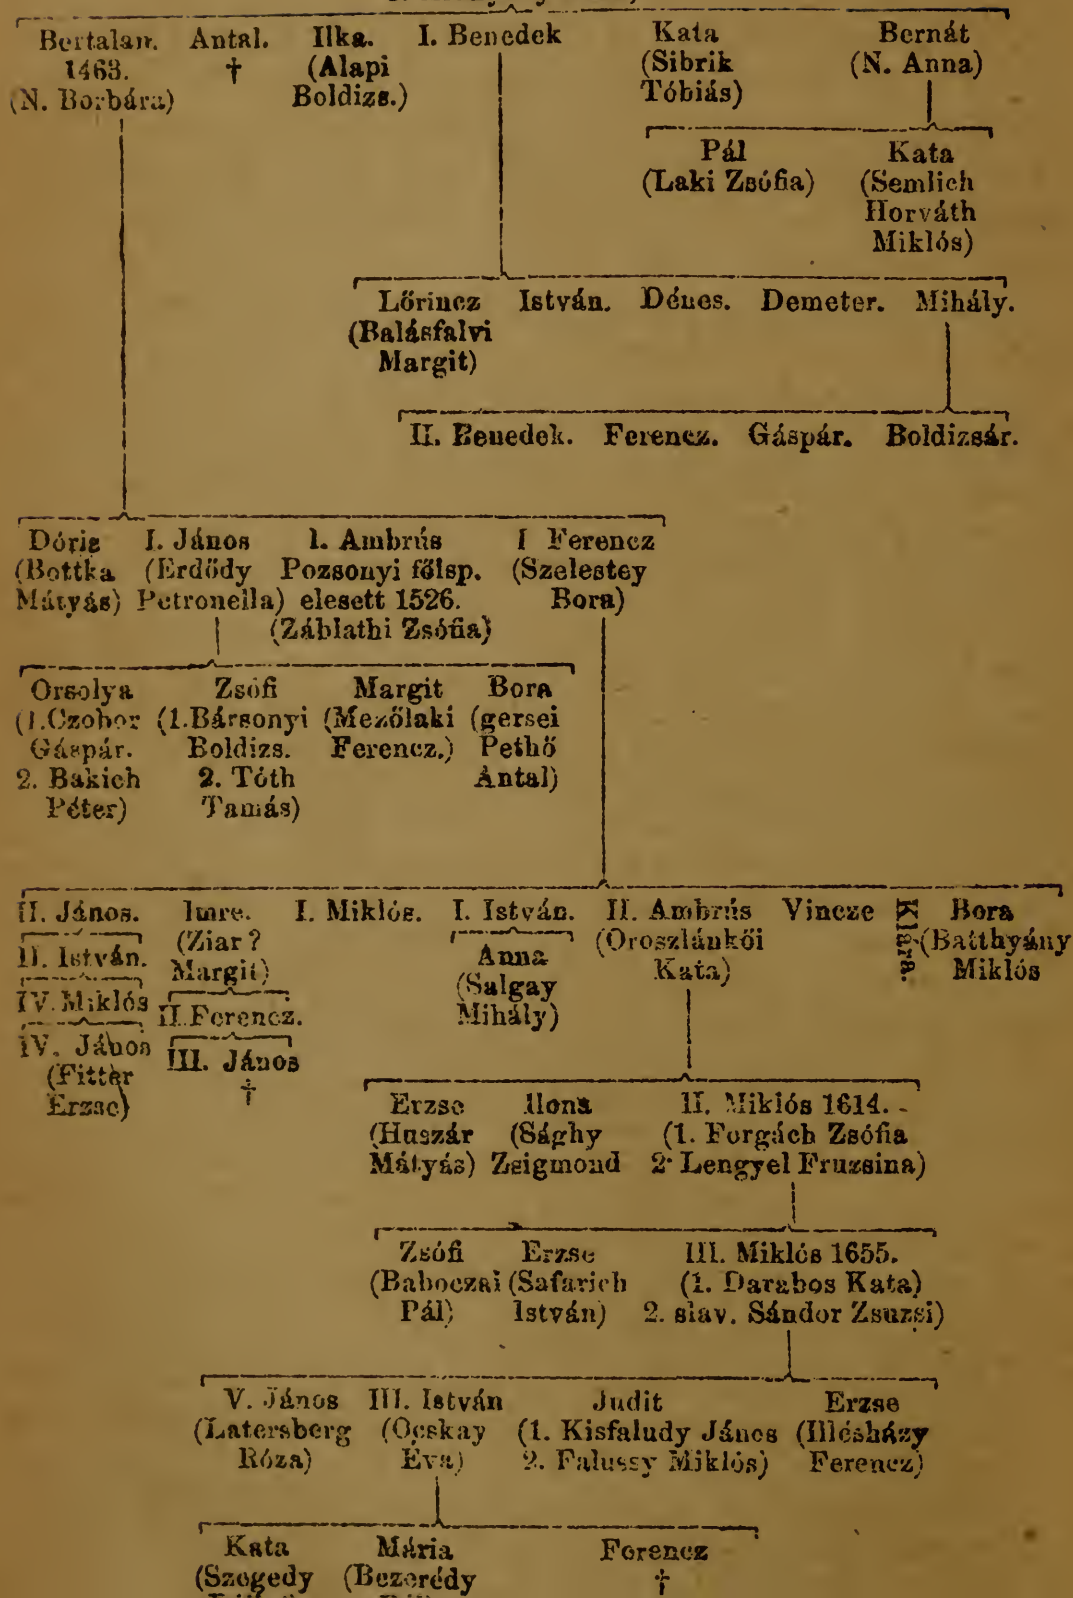 Bertalan. Antal. Ilka. I. Benedek Kata Bernát
1463. † (Alapi (Sibrik (N. Anna)
(N. Borbára) Boldizs.) Tóbiás)
Pál Kata
(Laki Zsófia) (Semlich
Horváth
Miklós)
Lőrincz István. Dénes. Demeter. Mihály.
(Balásfalvi
Margit)
II. Benedek. Ferencz. Gáspár. Boldizsár.
Dóris I. János I. Ambrús I Ferencz
(Bottka (Erdődy Pozsonyi főlsp. (Szelestey
Mátyás) Petronella) elesett 1526. Bora)
(Záblathi Zsófia)
Orsolya Zsófi Margit Bora
(1.Czobor (1.Bársonyi (Mezőlaki (gersei
Gáspár. Boldizs. Ferencz.) Pethő
2. Bakich 2. Tóth Antal)
Péter) Tamás)
II. János. Imre. I. Miklós. I. István. II. Ambrús Vincze Klára. Bora
(Ziar? (Oroszlánkői (Batthyány
II. István. Margit) Anna Kata) Miklós
(Salgay
IV. Miklós II. Ferencz. Mihály)
IV. János III. János
(Fitter †
Erzse)
Erzse Ilona II. Miklós 1614.
(Huszár (Sághy (1. Forgách Zsófia
Mátyás) Zsigmond 2· Lengyel Fruzsina)
Zsófi Erzse III. Miklós 1655.
(Baboczai (Safarich (1. Darabos Kata)
Pál) István) 2. slav. Sándor Zsuzsi)
V. János III. István Judit Erzse
(Latersberg (Ocskay (1. Kisfaludy János (Illésházy
Róza) Éva) 2. Falussy Miklós) Ferencz)
Kata Mária Ferencz
(Szegedy (Bezerédy †